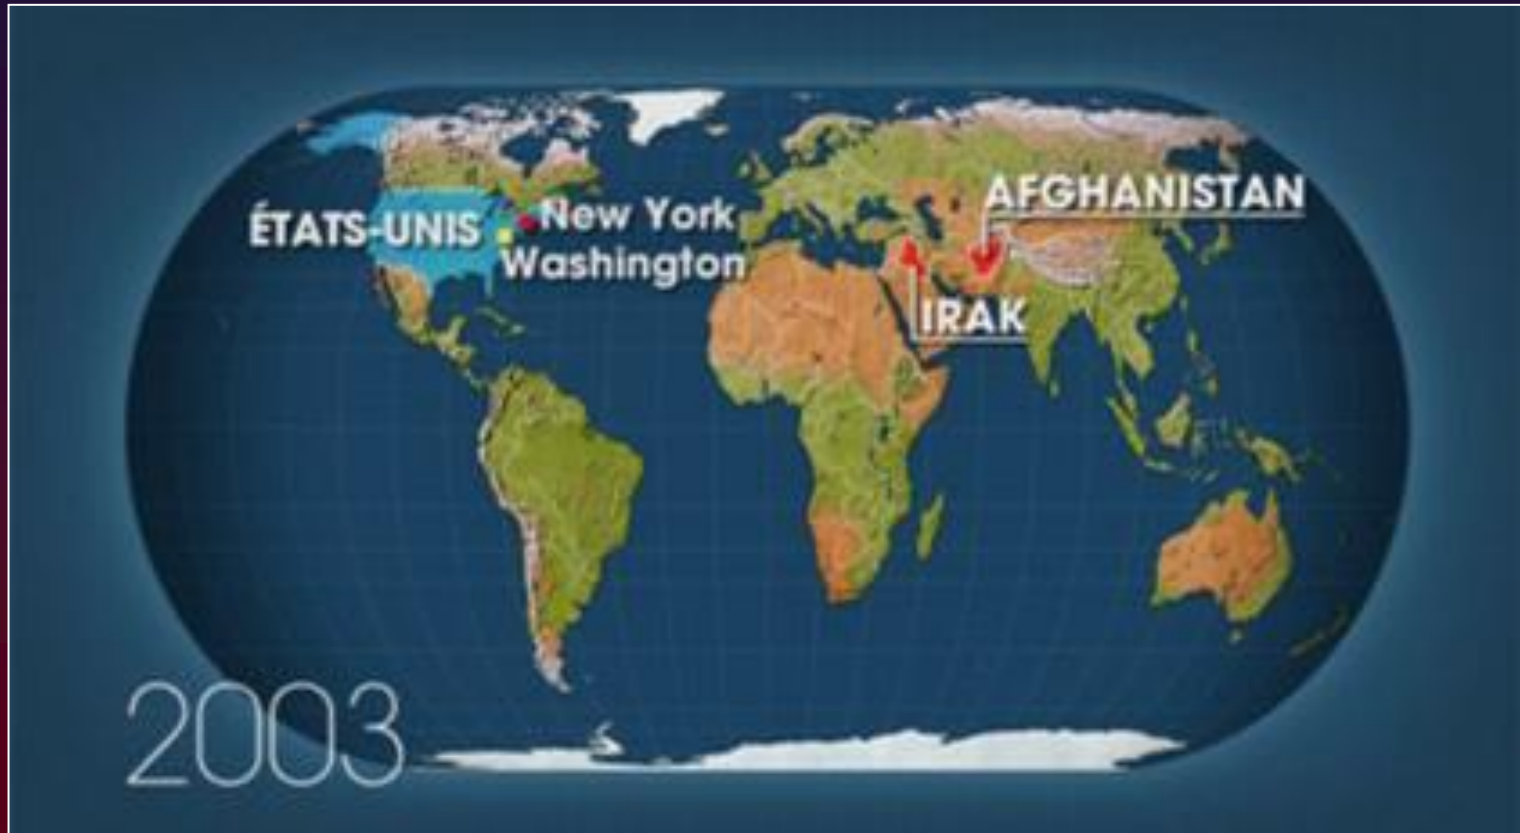 AFGHANISTAN
ÉTATS-UNIS
New York
Washington
IRAK
2003